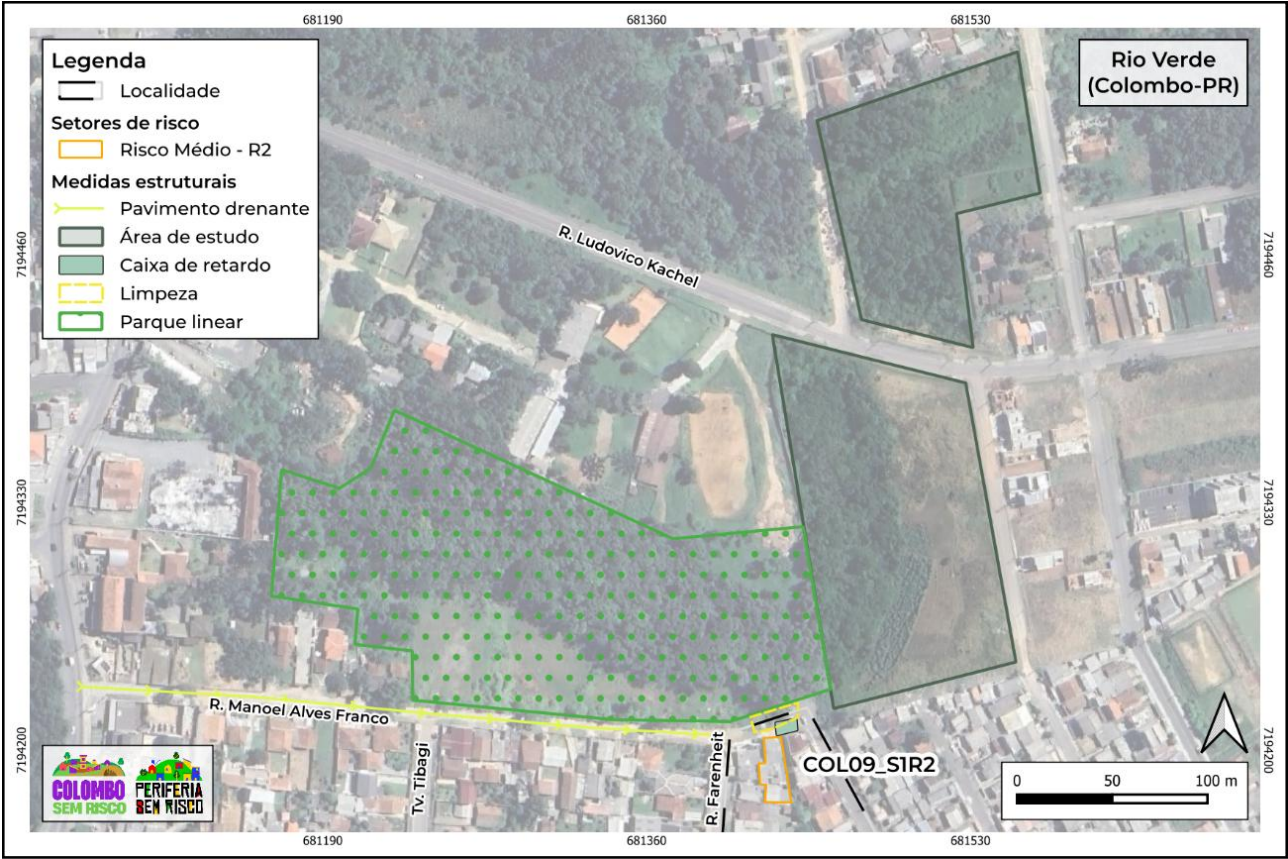 681190
681360
681530
Legenda
Localidade
Setores de risco
Risco Médio - R2
Medidas estruturais
Pavimento drenante
Área de estudo
Caixa de retardo
Limpeza
Parque linear
Rio Verde
(Colombo-PR)
7194460
7194460
R. Ludovico Kachel
7194330
7194330
R. Manoel Alves Franco
7194200
7194200
Tv. Tibagi
R. Farenheit
COL09_S1R2
COLOMBO
SEM RISCO
PERIFERIA
SEM RISCO
0 50 100 m
681190
681360
681530